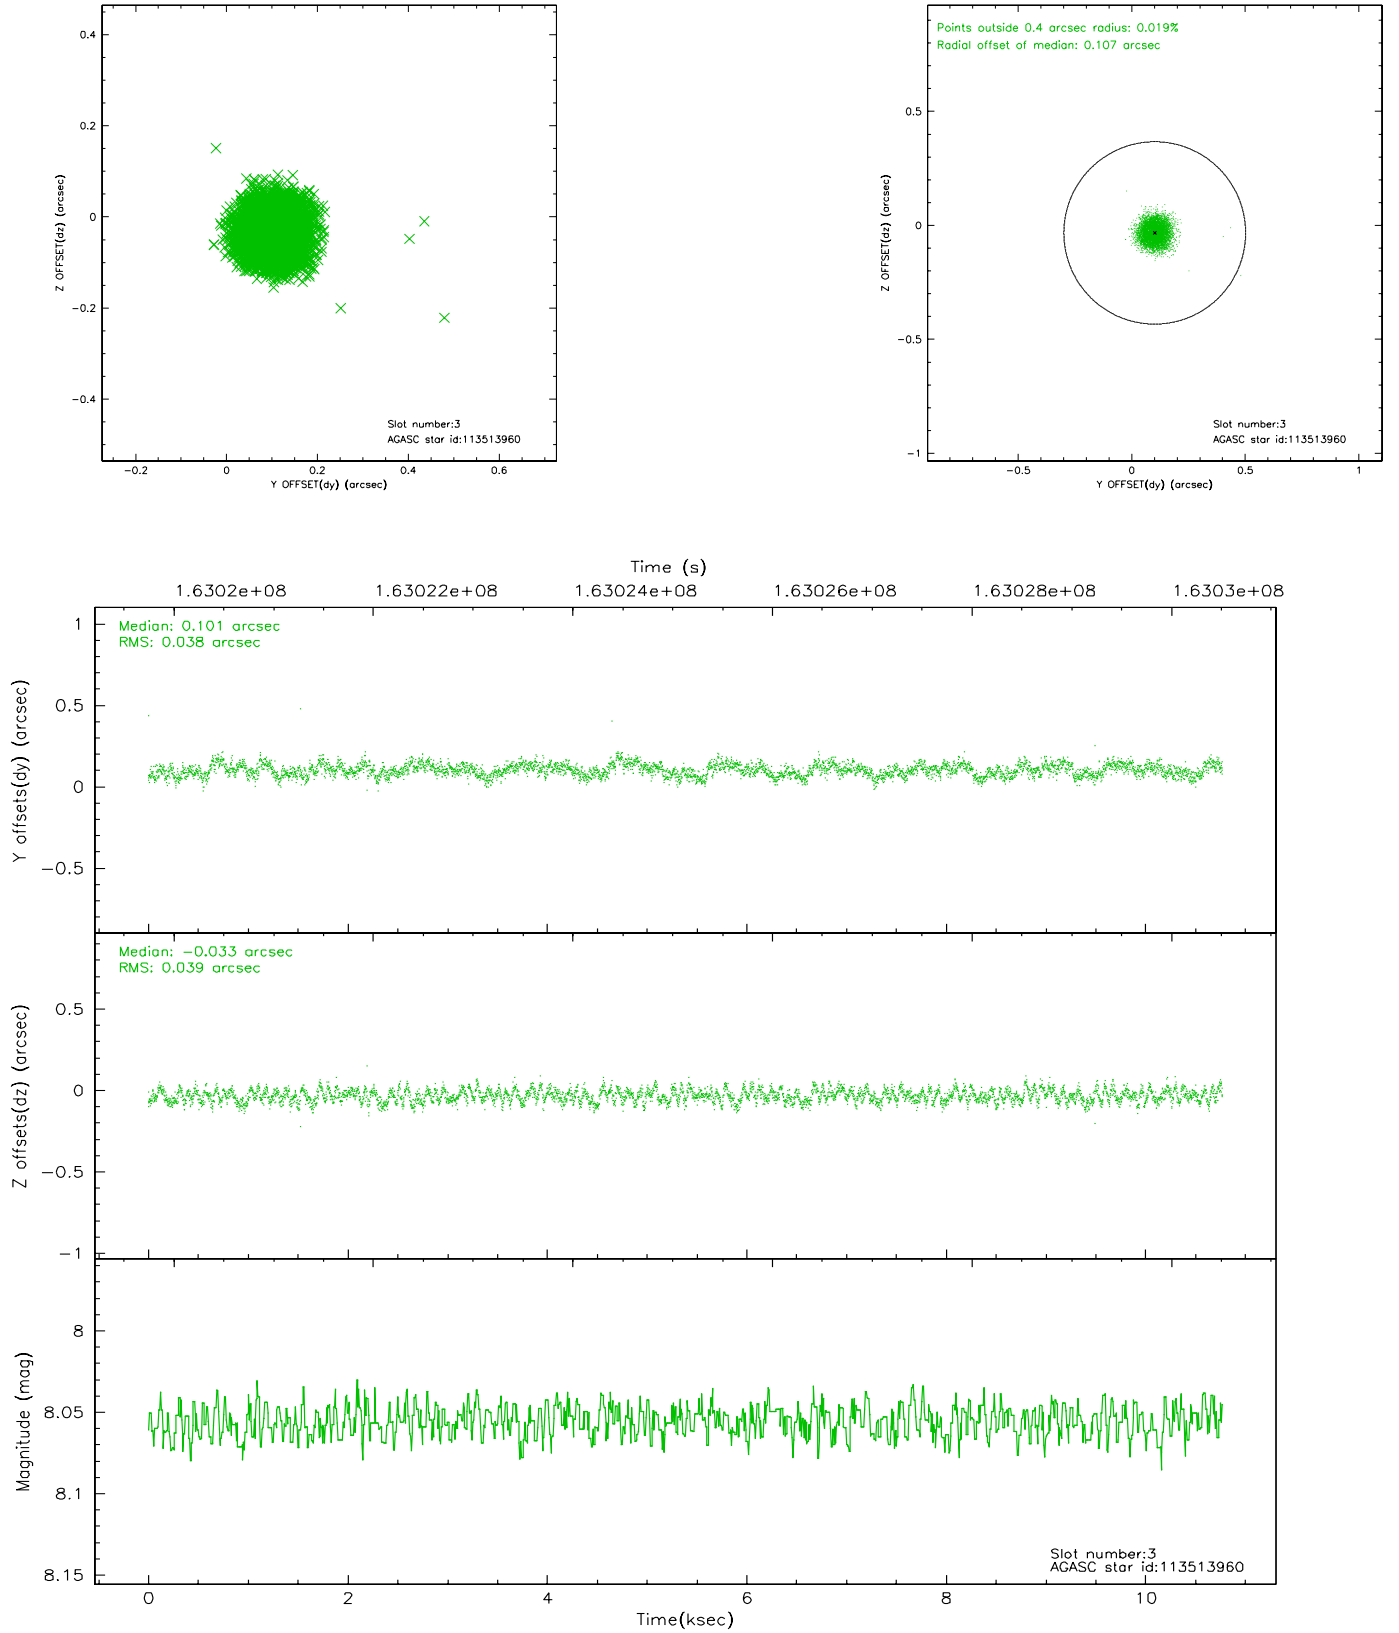 0.4
0.2
0
−0.2
−0.4
Z OFFSET(dz) (arcsec)
Slot number:3
AGASC star id:113513960
−0.2 0 0.2 0.4 0.6
Y OFFSET(dy) (arcsec)
Points outside 0.4 arcsec radius: 0.019%
Radial offset of median: 0.107 arcsec
0.5
0
−0.5
−1
Z OFFSET(dz) (arcsec)
Slot number:3
AGASC star id:113513960
−0.5 0 0.5 1
Y OFFSET(dy) (arcsec)
Time (s)
1.6302e+08 1.63022e+08 1.63024e+08 1.63026e+08 1.63028e+08 1.6303e+08
Median: 0.101 arcsec
RMS: 0.038 arcsec
1
0.5
0
−0.5
Y offsets(dy) (arcsec)
Median: −0.033 arcsec
RMS: 0.039 arcsec
0.5
0
−0.5
−1
Z offsets(dz) (arcsec)
8
8.05
8.1
8.15
Magnitude (mag)
Slot number:3
AGASC star id:113513960
0 2 4 6 8 10
Time(ksec)